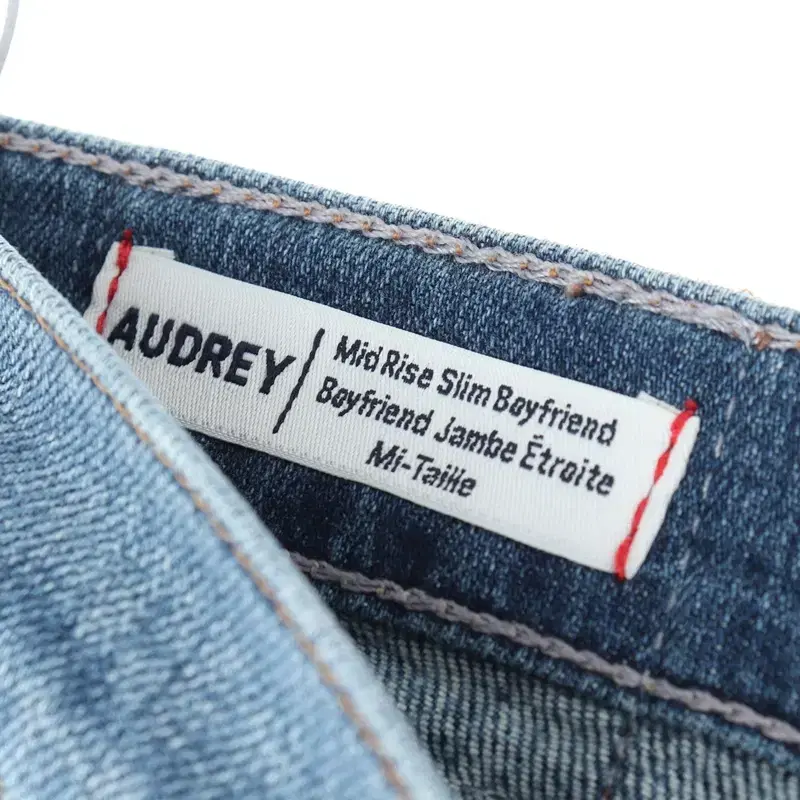 AUDREY
Mid Rise Slim Boyfriend
Boyfriend Jambe Étroite
Mi-Taille